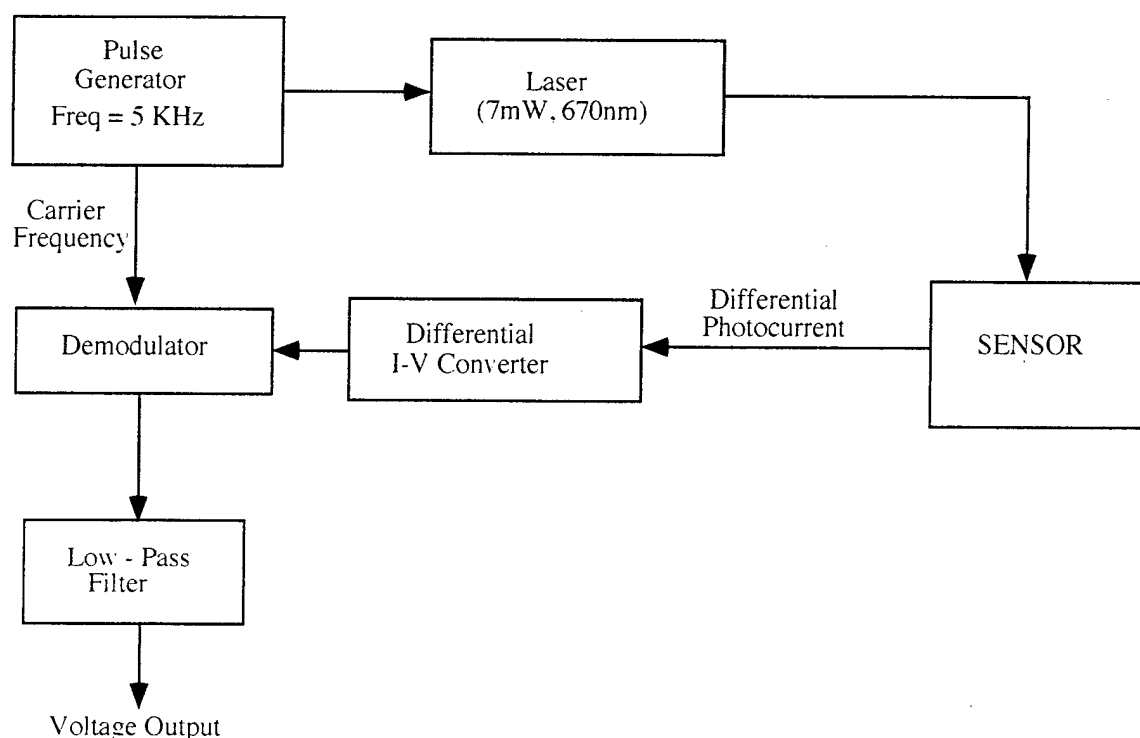 Pulse
Generator
Freq = 5 KHz
Laser
(7mW, 670nm)
Carrier
Frequency
Demodulator
Differential
I-V Converter
Differential
Photocurrent
SENSOR
Low - Pass
Filter
Voltage Output